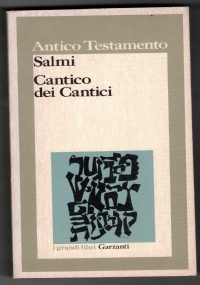 Antico Testamento
Salmi
Cantico
dei Cantici
i grandi libri Garzanti